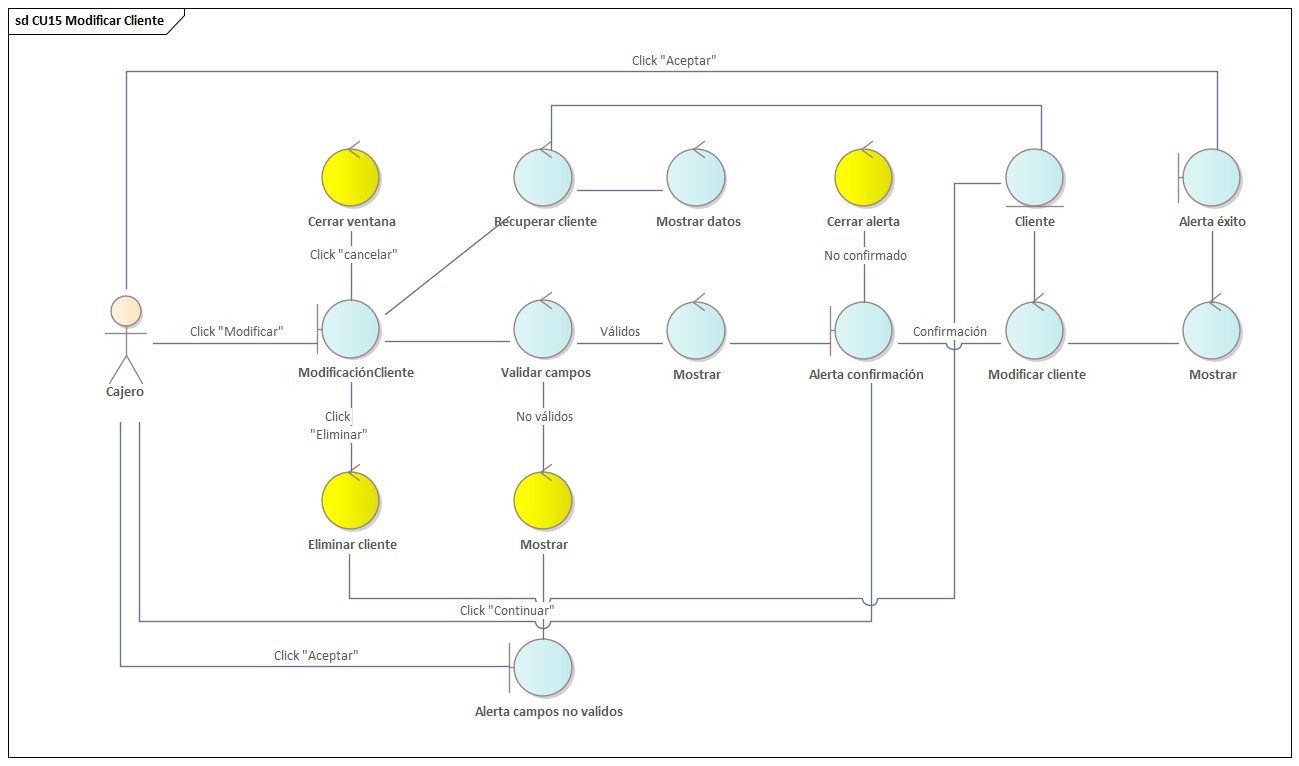 sd CU15 Modificar Cliente
Click "Aceptar"
Cerrar ventana
Recuperar cliente
Mostrar datos
Cerrar alerta
Cliente
Alerta éxito
Click "cancelar"
No confirmado
Click "Modificar"
Válidos
Confirmación
Cajero
ModificaciónCliente
Validar campos
Mostrar
Alerta confirmación
Modificar cliente
Mostrar
Click
"Eliminar"
No válidos
Eliminar cliente
Mostrar
Click "Continuar"
Click "Aceptar"
Alerta campos no validos